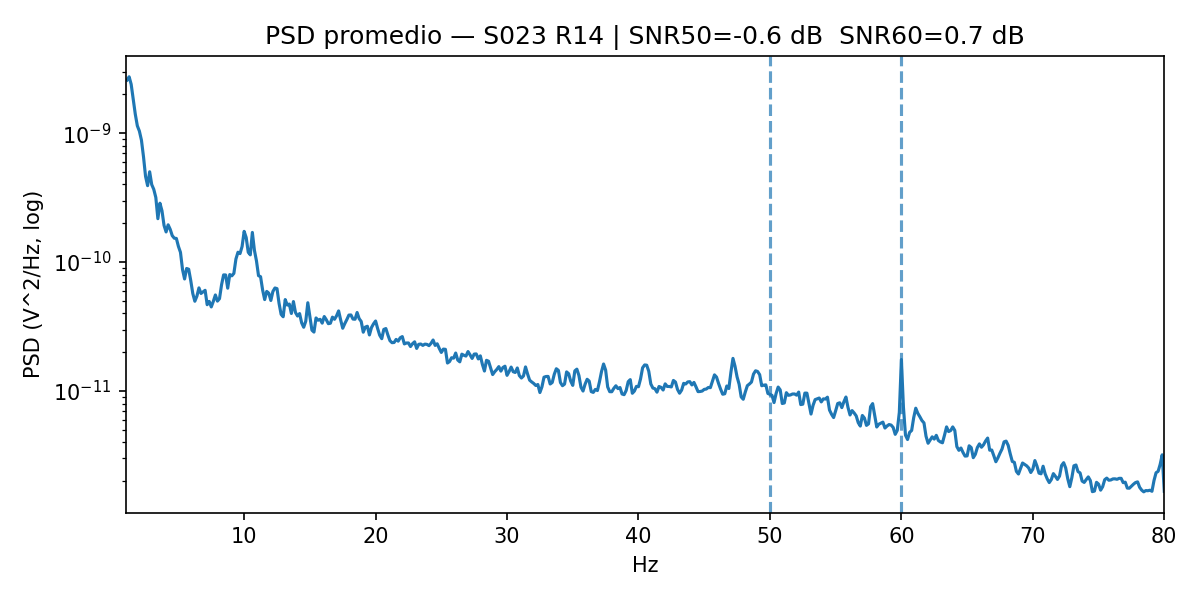 PSD promedio — S023 R14 | SNR50=-0.6 dB  SNR60=0.7 dB
PSD (V^2/Hz, log)
10⁻⁹
10⁻¹⁰
10⁻¹¹
10 20 30 40 50 60 70 80
Hz